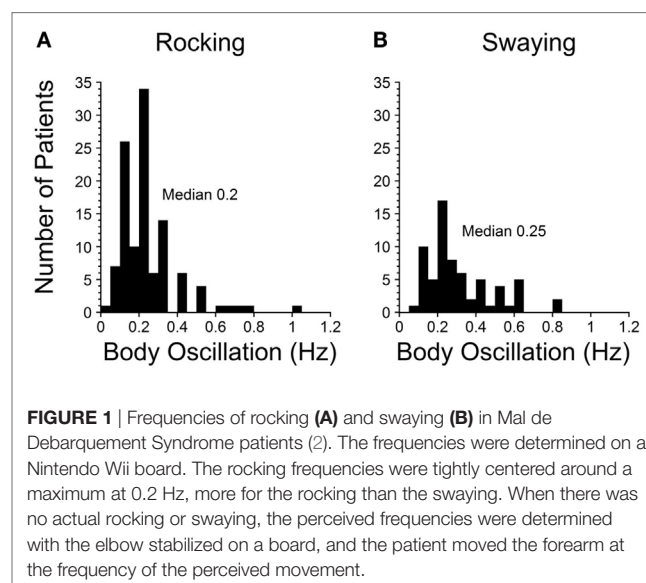 A Rocking
B Swaying
Number of Patients
35
30
25
20
15
10
5
0
Median 0.2
0 0.2 0.4 0.6 0.8 1 1.2
Body Oscillation (Hz)
35
30
25
20
15
10
5
0
Median 0.25
0 0.2 0.4 0.6 0.8 1 1.2
Body Oscillation (Hz)
FIGURE 1 | Frequencies of rocking (A) and swaying (B) in Mal de
Debarquement Syndrome patients (2). The frequencies were determined on a
Nintendo Wii board. The rocking frequencies were tightly centered around a
maximum at 0.2 Hz, more for the rocking than the swaying. When there was
no actual rocking or swaying, the perceived frequencies were determined
with the elbow stabilized on a board, and the patient moved the forearm at
the frequency of the perceived movement.